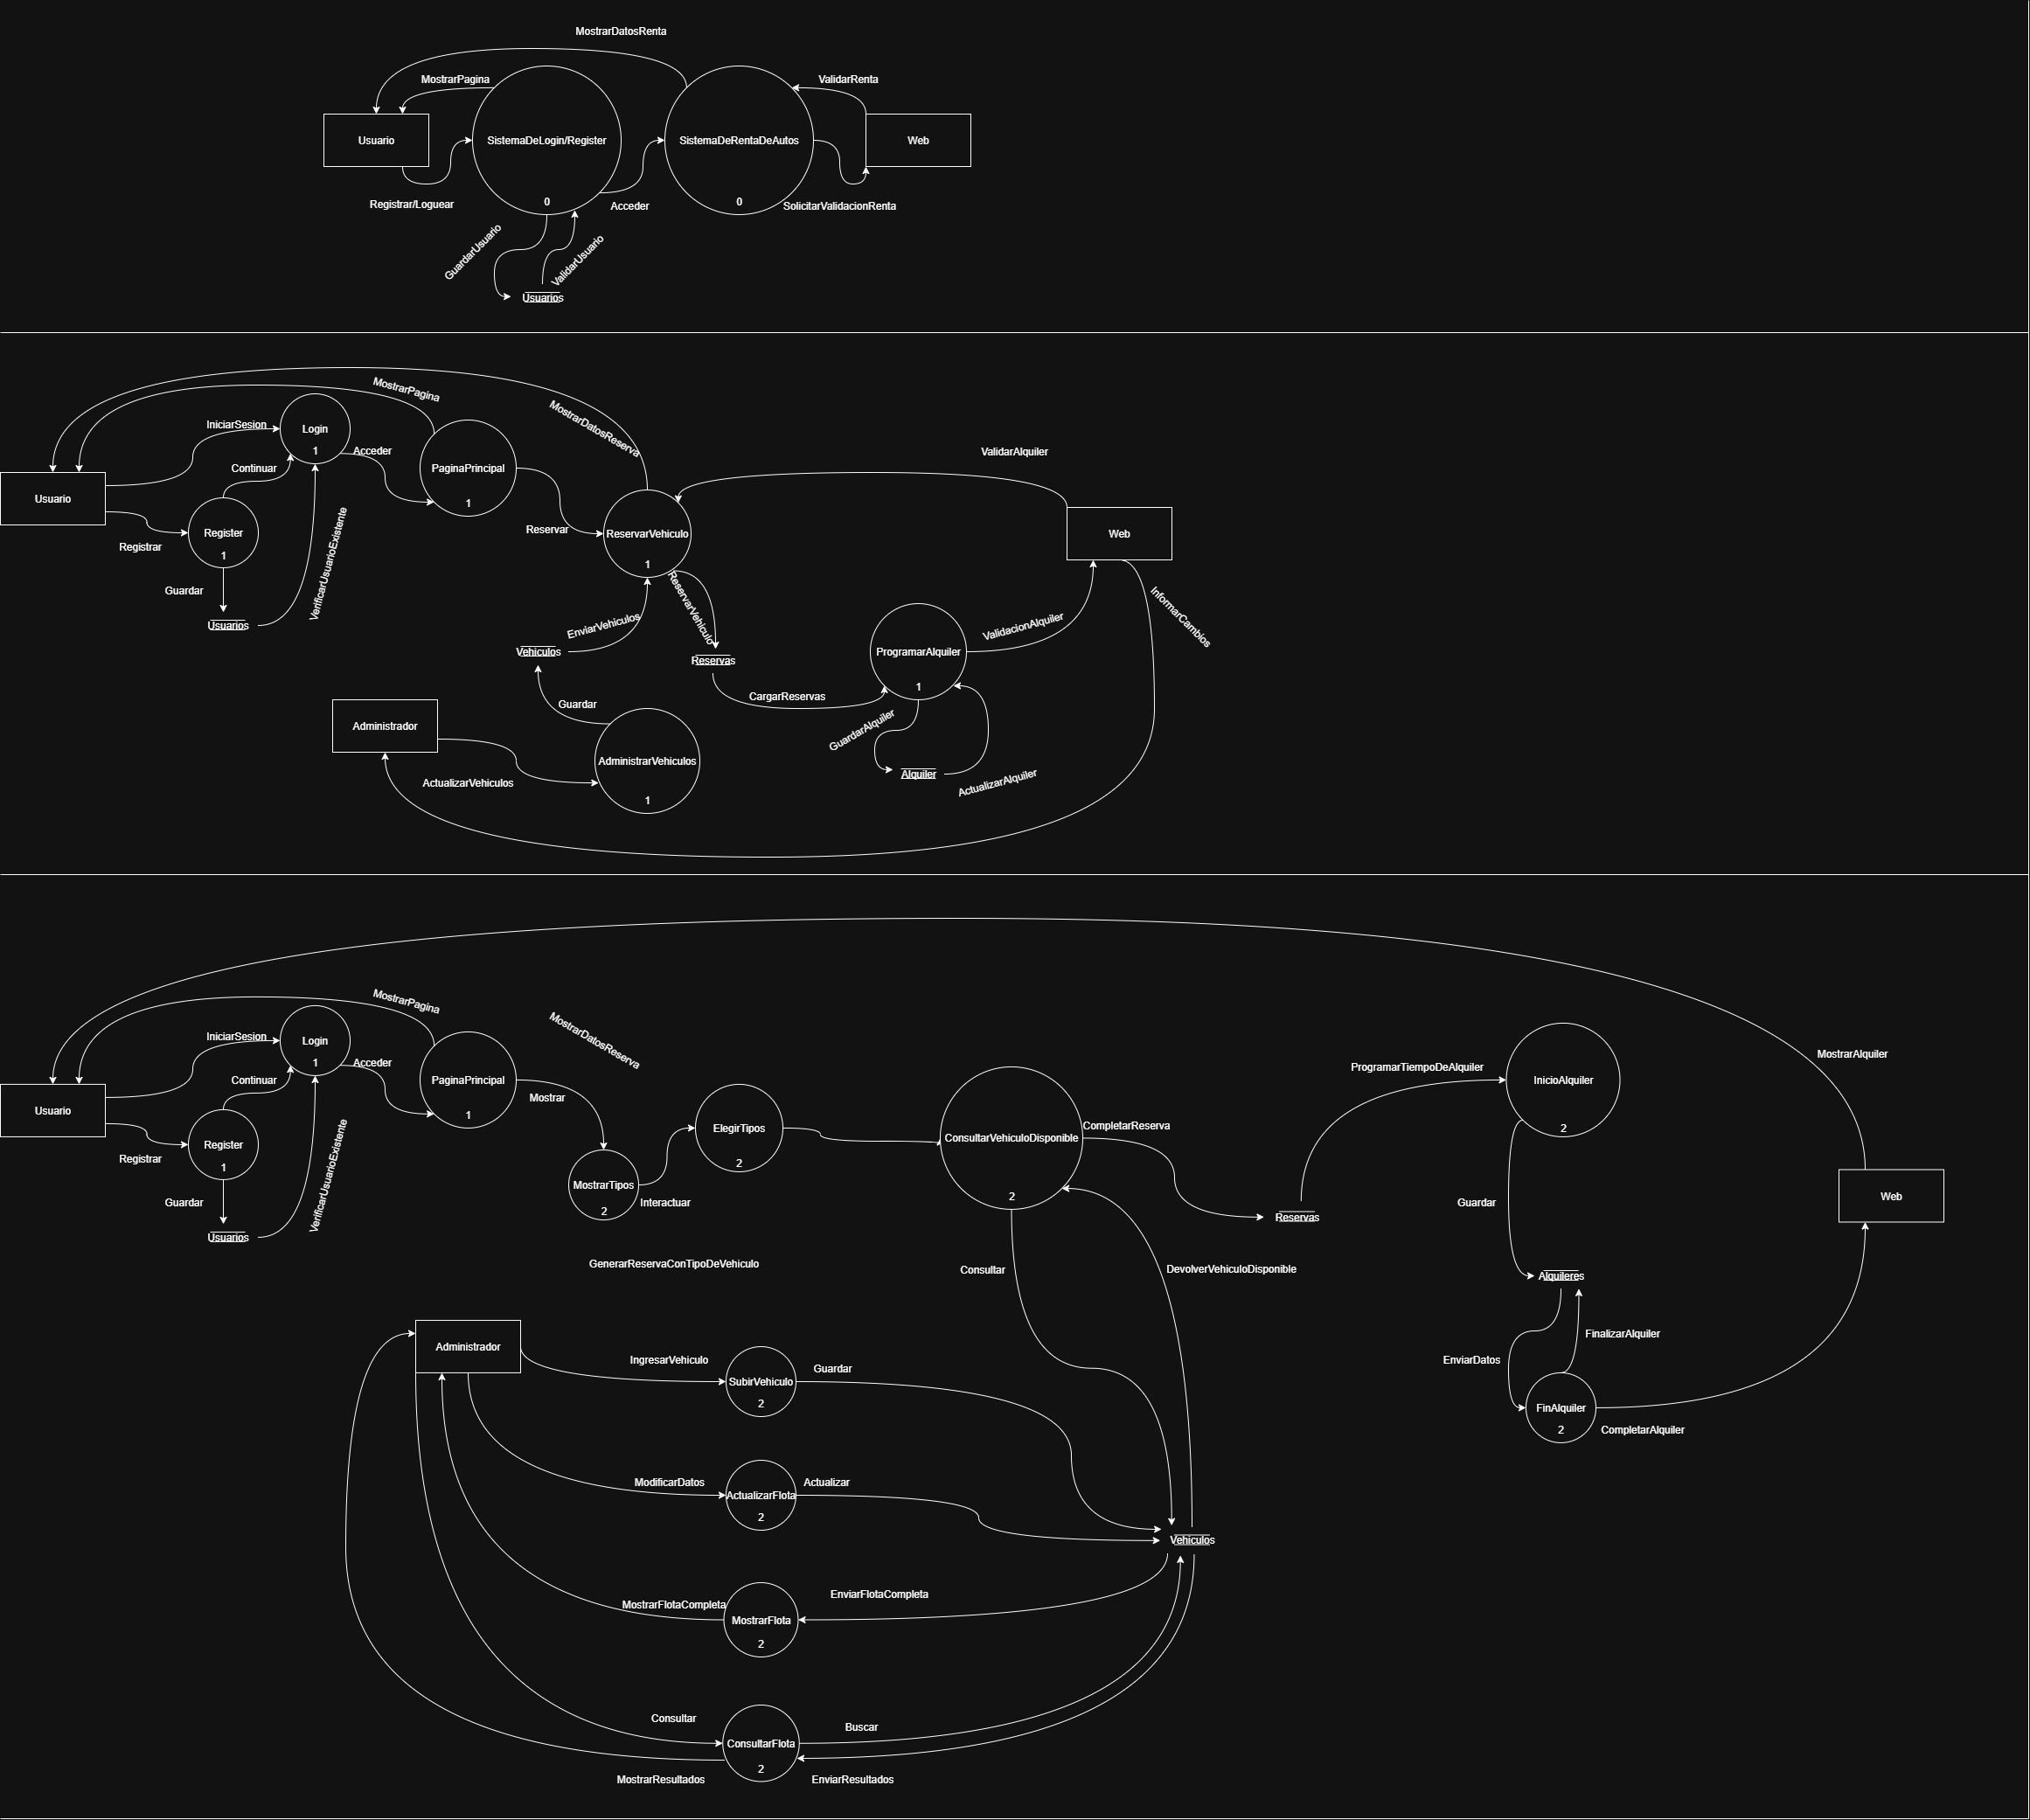 MostrarDatosRenta
MostrarPagina
ValidarRenta
Usuario
SistemaDeLogin/Register
SistemaDeRentaDeAutos
Web
0
0
Registrar/Loguear
Acceder
SolicitarValidacionRenta
GuardarUsuario
ValidarUsuario
Usuarios
MostrarPagina
MostrarDatosReserva
IniciarSesion
Login
1
Acceder
ValidarAlquiler
Continuar
PaginaPrincipal
1
Usuario
Reservar
ReservarVehiculo
1
Web
Register
1
Registrar
VerificarUsuarioExistente
Guardar
Usuarios
ReservarVehiculo
InformarCambios
EnviarVehiculos
ValidacionAlquiler
Vehiculos
Reservas
ProgramarAlquiler
1
CargarReservas
Guardar
Administrador
GuardarAlquiler
AdministrarVehiculos
1
Alquiler
ActualizarVehiculos
ActualizarAlquiler
MostrarPagina
MostrarDatosReserva
IniciarSesion
Login
1
Acceder
MostrarAlquiler
ProgramarTiempoDeAlquiler
InicioAlquiler
2
Continuar
PaginaPrincipal
1
Mostrar
Usuario
ElegirTipos
2
ConsultarVehiculoDisponible
2
CompletarReserva
Register
1
Registrar
VerificarUsuarioExistente
MostrarTipos
2
Interactuar
Guardar
Guardar
Web
Reservas
Usuarios
GenerarReservaConTipoDeVehiculo
Consultar
DevolverVehiculoDisponible
Alquileres
FinalizarAlquiler
Administrador
IngresarVehiculo
Guardar
EnviarDatos
SubirVehiculo
2
FinAlquiler
2
CompletarAlquiler
ModificarDatos
Actualizar
ActualizarFlota
2
Vehiculos
EnviarFlotaCompleta
MostrarFlotaCompleta
MostrarFlota
2
Consultar
Buscar
ConsultarFlota
2
MostrarResultados
EnviarResultados